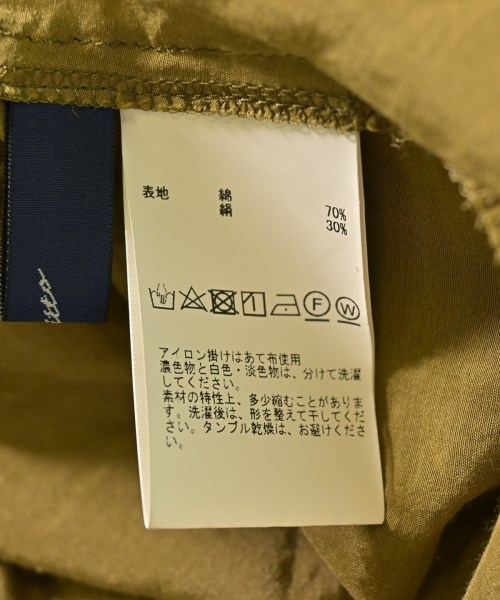 表地 綿 70%
絹 30%
F W
アイロン掛けはあて布使用
濃色物と白色・淡色物は、分けて洗濯
してください。
素材の特性上、多少縮むことがありま
す。洗濯後は、形を整えて干してくだ
さい。タンブル乾燥は、お避けくださ
い。